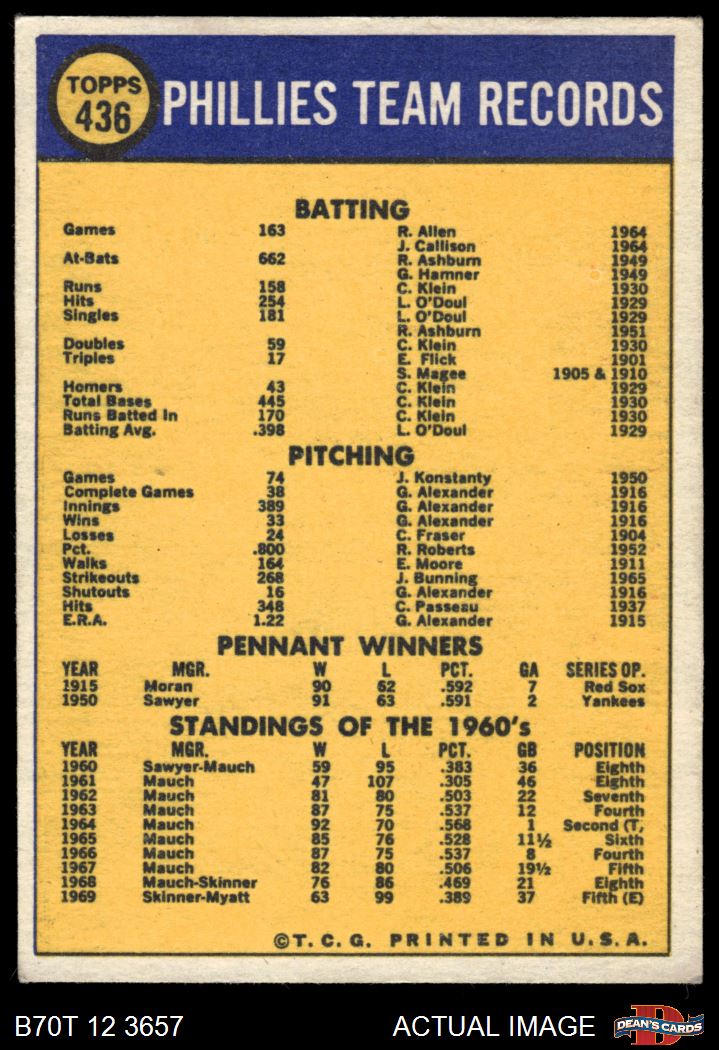 TOPPS
436
PHILLIES TEAM RECORDS
BATTING
Games 163 R. Allen 1964
J. Callison 1964
At-Bats 662 R. Ashburn 1949
G. Hamner 1949
Runs 158 C. Klein 1930
Hits 254 L. O'Doul 1929
Singles 181 L. O'Doul 1929
R. Ashburn 1951
Doubles 59 C. Klein 1930
Triples 17 E. Flick 1901
S. Magee 1905 & 1910
Homers 43 C. Klein 1929
Total Bases 445 C. Klein 1930
Runs Batted In 170 C. Klein 1930
Batting Avg. .398 L. O'Doul 1929
PITCHING
Games 74 J. Konstanty 1950
Complete Games 38 G. Alexander 1916
Innings 389 G. Alexander 1916
Wins 33 G. Alexander 1916
Losses 24 C. Fraser 1904
Pct. .800 R. Roberts 1952
Walks 164 E. Moore 1911
Strikeouts 268 J. Bunning 1965
Shutouts 16 G. Alexander 1916
Hits 348 C. Passeau 1937
E.R.A. 1.22 G. Alexander 1915
PENNANT WINNERS
YEAR MGR. W L PCT. GA SERIES OP.
1915 Moran 90 62 .592 7 Red Sox
1950 Sawyer 91 63 .591 2 Yankees
STANDINGS OF THE 1960's
YEAR MGR. W L PCT. GB POSITION
1960 Sawyer-Mauch 59 95 .383 36 Eighth
1961 Mauch 47 107 .305 46 Eighth
1962 Mauch 81 80 .503 22 Seventh
1963 Mauch 87 75 .537 12 Fourth
1964 Mauch 92 70 .568 1 Second (T,
1965 Mauch 85 76 .528 11½ Sixth
1966 Mauch 87 75 .537 8 Fourth
1967 Mauch 82 80 .506 19½ Fifth
1968 Mauch-Skinner 76 86 .469 21 Eighth
1969 Skinner-Myatt 63 99 .389 37 Fifth (E)
©T. C. G. PRINTED IN U.S.A.
B70T 12 3657 ACTUAL IMAGE D DEAN'S CARDS